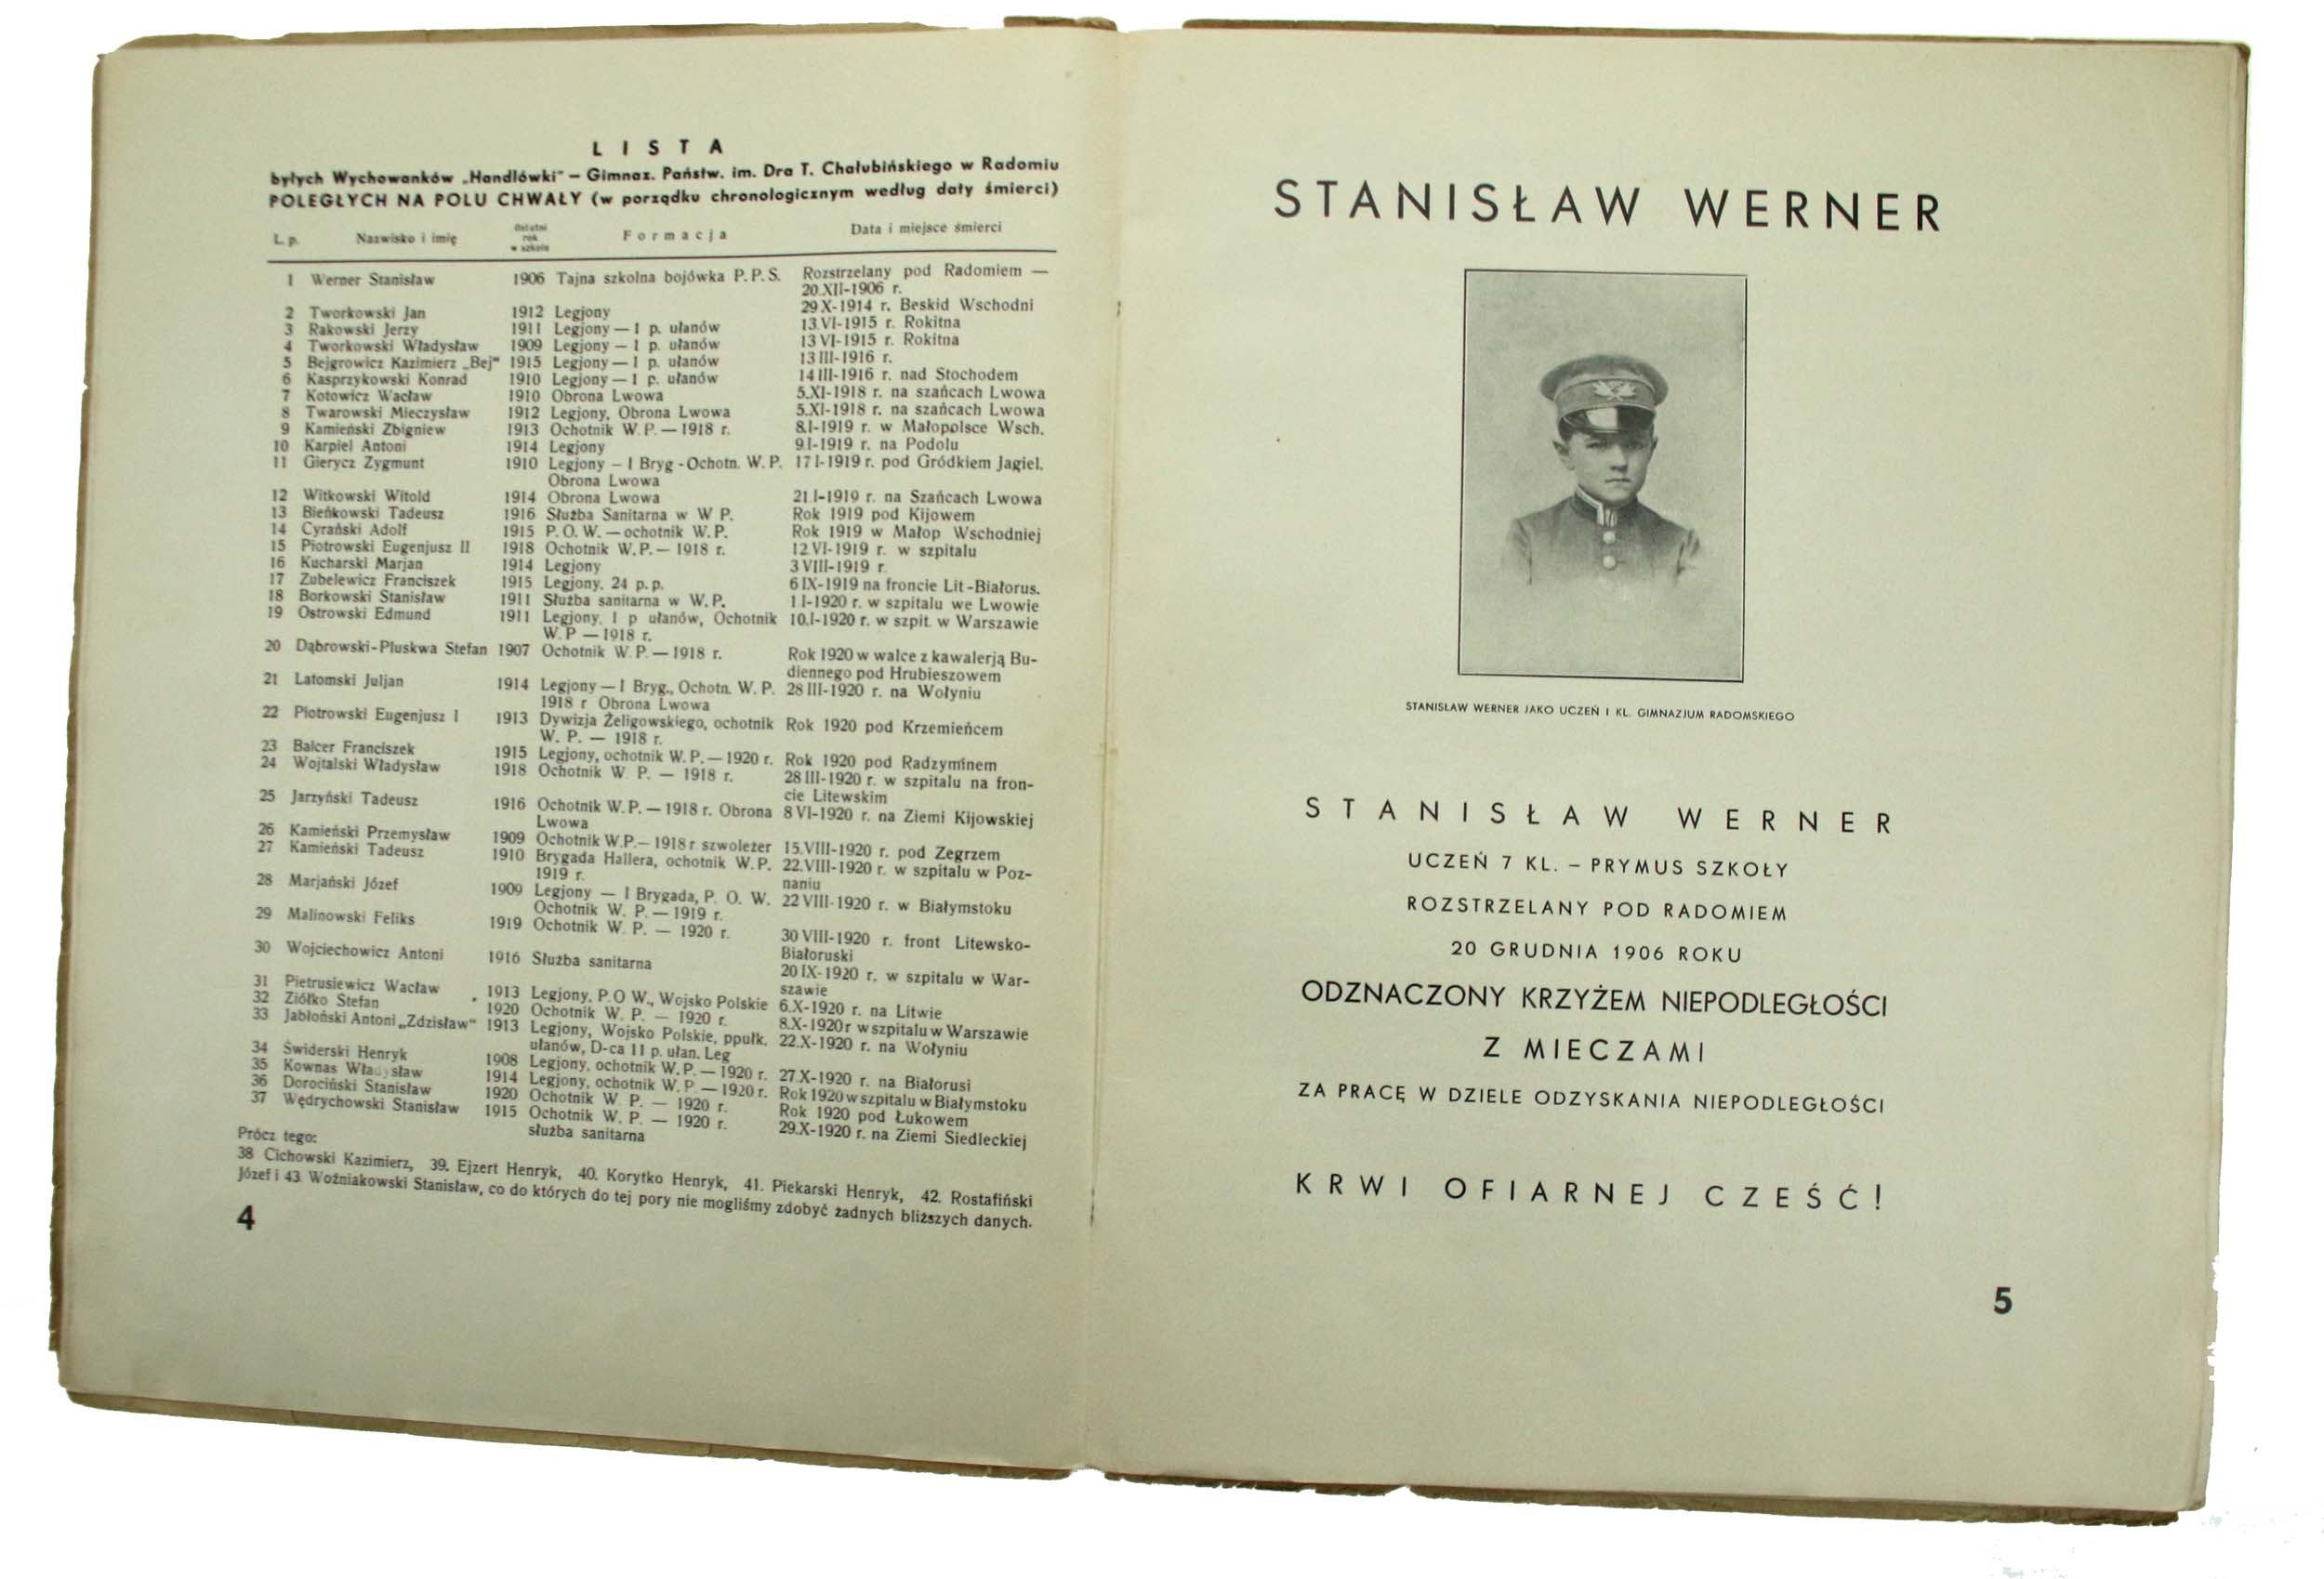 LISTA
byłych Wychowanków „Handlówki" – Gimnaz. Państw. im. Dra T. Chałubińskiego w Radomiu
POLEGŁYCH NA POLU CHWAŁY (w porządku chronologicznym według daty śmierci)
L. p. Nazwisko i imię Ostatni rok w szkole Formacja Data i miejsce śmierci
1 Werner Stanisław 1906 Tajna szkolna bojówka P. P. S. Rozstrzelany pod Radomiem —
20.XII-1906 r.
2 Tworkowski Jan 1912 Legjony 29 X-1914 r. Beskid Wschodni
3 Rakowski Jerzy 1911 Legjony — I p. ułanów 13 VI-1915 r. Rokitna
4 Tworkowski Władysław 1909 Legjony — I p. ułanów 13 VI-1915 r. Rokitna
5 Bejgrowicz Kazimierz „Bej" 1915 Legjony — I p. ułanów 13 III-1916 r.
6 Kasprzykowski Konrad 1910 Legjony — I p. ułanów 14 III-1916 r. nad Stochodem
7 Kotowicz Wacław 1910 Obrona Lwowa 5.XI-1918 r. na szańcach Lwowa
8 Twarowski Mieczysław 1912 Legjony, Obrona Lwowa 5.XI-1918 r. na szańcach Lwowa
9 Kamieński Zbigniew 1913 Ochotnik W. P. — 1918 r. 8.I-1919 r. w Małopolsce Wsch.
10 Karpiel Antoni 1914 Legjony 9 I-1919 r. na Podolu
11 Gierycz Zygmunt 1910 Legjony – I Bryg - Ochotn. W. P. 17 I-1919 r. pod Gródkiem Jagiel.
Obrona Lwowa
12 Witkowski Witold 1914 Obrona Lwowa 21 I-1919 r. na Szańcach Lwowa
13 Bieńkowski Tadeusz 1916 Służba Sanitarna w W P. Rok 1919 pod Kijowem
14 Cyrański Adolf 1915 P. O. W. — ochotnik W. P. Rok 1919 w Małop Wschodniej
15 Piotrowski Eugenjusz II 1918 Ochotnik W. P. — 1918 r. 12 VI-1919 r. w szpitalu
16 Kucharski Marjan 1914 Legjony 3 VIII-1919 r
17 Zubelewicz Franciszek 1915 Legjony. 24 p. p. 6 IX-1919 na froncie Lit-Białorus.
18 Borkowski Stanisław 1911 Służba sanitarna w W. P. 1 I-1920 r. w szpitalu we Lwowie
19 Ostrowski Edmund 1911 Legjony. I p ułanów, Ochotnik 10.I-1920 r. w szpit. w Warszawie
W. P — 1918 r.
20 Dąbrowski-Pluskwa Stefan 1907 Ochotnik W. P. — 1918 r. Rok 1920 w walce z kawalerją Bu-
diennego pod Hrubieszowem
21 Latomski Juljan 1914 Legjony — I Bryg., Ochotn. W. P. 28 III-1920 r. na Wołyniu
1918 r Obrona Lwowa
22 Piotrowski Eugenjusz I 1913 Dywizja Żeligowskiego, ochotnik Rok 1920 pod Krzemieńcem
W. P. — 1918 r.
23 Balcer Franciszek 1915 Legjony, ochotnik W. P. — 1920 r. Rok 1920 pod Radzyminem
24 Wojtalski Władysław 1918 Ochotnik W. P. — 1918 r. 28 III-1920 r. w szpitalu na fron-
cie Litewskim
25 Jarzyński Tadeusz 1916 Ochotnik W. P. — 1918 r. Obrona 8 VI-1920 r. na Ziemi Kijowskiej
Lwowa
26 Kamieński Przemysław 1909 Ochotnik W.P.— 1918 r szwoleżer 15.VIII-1920 r. pod Zegrzem
27 Kamieński Tadeusz 1910 Brygada Hallera, ochotnik W. P. 22.VIII-1920 r. w szpitalu w Poz-
1919 r. naniu
28 Marjański Józef 1909 Legjony — I Brygada, P. O. W. 22 VIII-1920 r. w Białymstoku
Ochotnik W. P. — 1919 r.
29 Malinowski Feliks 1919 Ochotnik W. P. — 1920 r. 30 VIII-1920 r. front Litewsko-
Białoruski
30 Wojciechowicz Antoni 1916 Służba sanitarna 20 IX-1920 r. w szpitalu w War-
szawie
31 Pietrusiewicz Wacław 1913 Legjony, P. O W., Wojsko Polskie 6.X-1920 r. na Litwie
32 Ziółko Stefan 1920 Ochotnik W. P. — 1920 r. 8.X-1920 r w szpitalu w Warszawie
33 Jabłoński Antoni „Zdzisław" 1913 Legjony, Wojsko Polskie, ppułk. 22.X-1920 r. na Wołyniu
ułanów, D-ca 11 p. ułan. Leg
34 Świderski Henryk 1908 Legjony, ochotnik W. P. — 1920 r. 27 X-1920 r. na Białorusi
35 Kownas Władysław 1914 Legjony, ochotnik W. P. — 1920 r. Rok 1920 w szpitalu w Białymstoku
36 Dorociński Stanisław 1920 Ochotnik W P. — 1920 r. Rok 1920 pod Łukowem
37 Wędrychowski Stanisław 1915 Ochotnik W. P. — 1920 r. 29.X-1920 r. na Ziemi Siedleckiej
służba sanitarna
Prócz tego:
38 Cichowski Kazimierz, 39. Ejzert Henryk, 40. Korytko Henryk, 41. Piekarski Henryk, 42. Rostafiński
Józef i 43. Woźniakowski Stanisław, co do których do tej pory nie mogliśmy zdobyć żadnych bliższych danych.
4
STANISŁAW WERNER
STANISŁAW WERNER JAKO UCZEŃ I KL. GIMNAZJUM RADOMSKIEGO
STANISŁAW WERNER
UCZEŃ 7 KL. – PRYMUS SZKOŁY
ROZSTRZELANY POD RADOMIEM
20 GRUDNIA 1906 ROKU
ODZNACZONY KRZYŻEM NIEPODLEGŁOŚCI
Z MIECZAMI
ZA PRACĘ W DZIELE ODZYSKANIA NIEPODLEGŁOŚCI
KRWI OFIARNEJ CZEŚĆ!
5